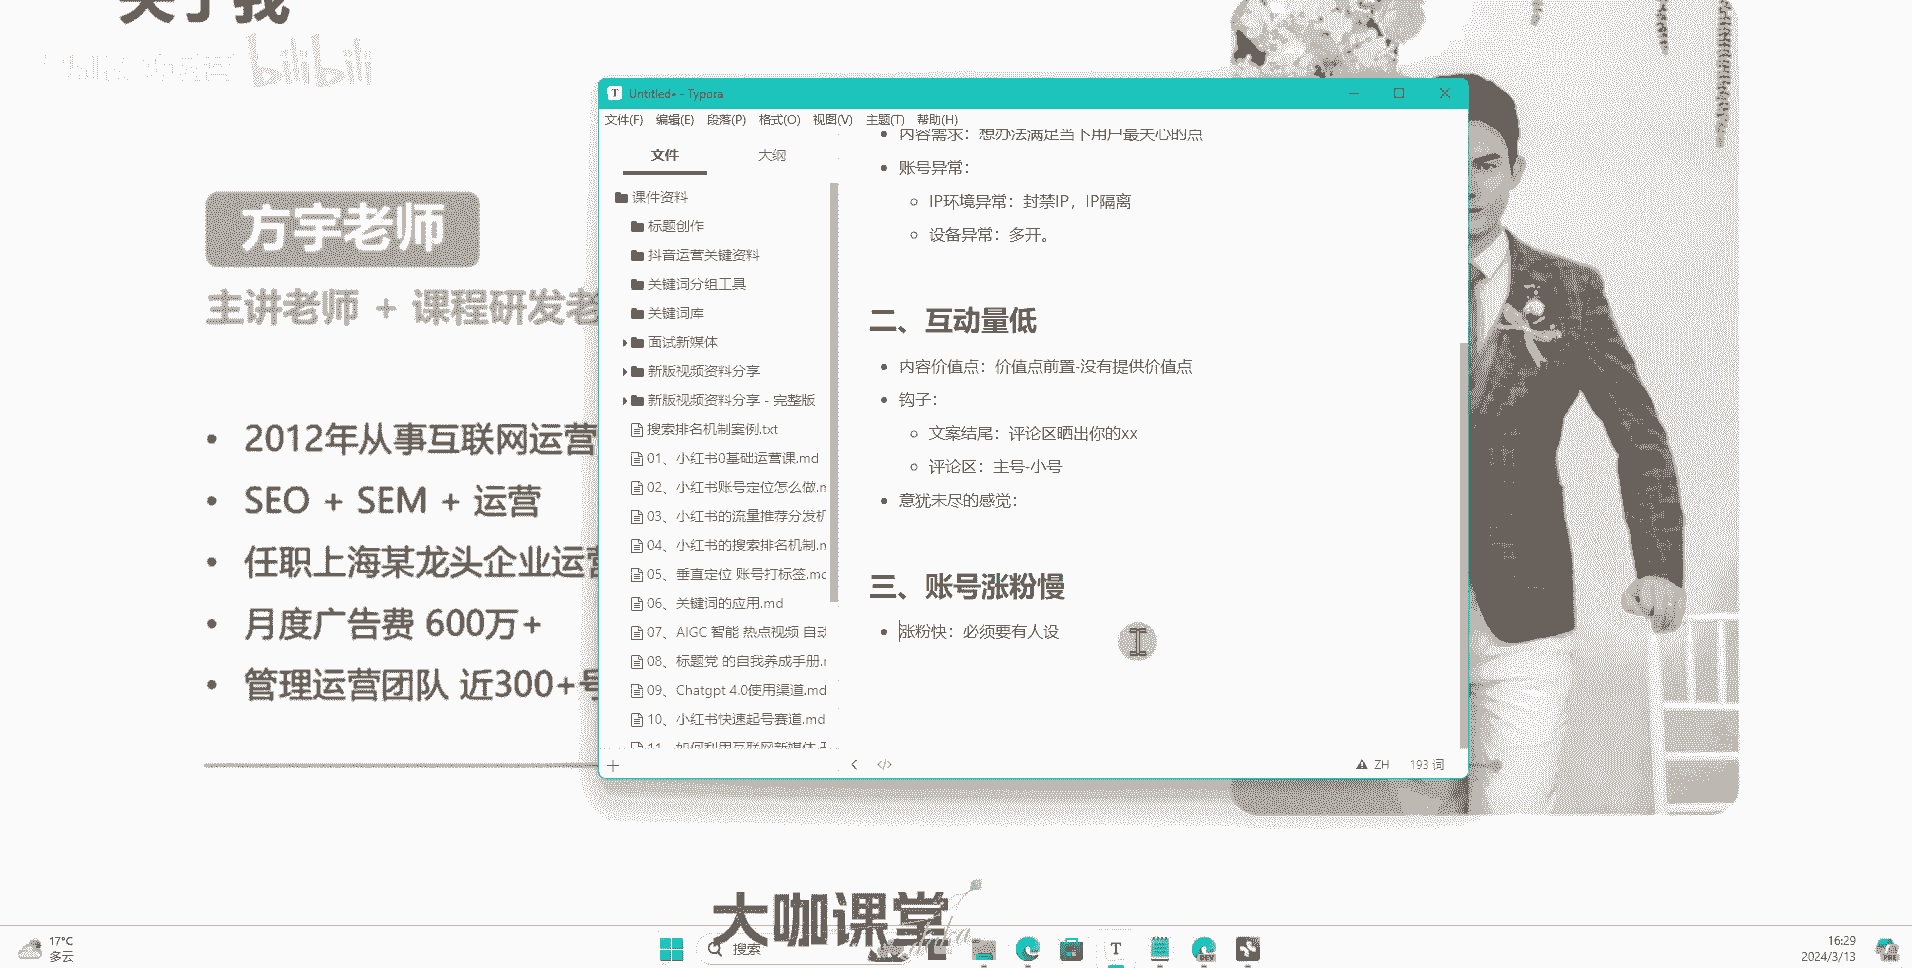 关于我
bilibili
方宇老师
主讲老师 + 课程研发老
2012年从事互联网运营
SEO + SEM + 运营
任职上海某龙头企业运营
月度广告费 600万+
管理运营团队 近300+号
Untitled• - Typora
文件(F) 编辑(E) 段落(P) 格式(O) 视图(V) 主题(T) 帮助(H)
文件 大纲
课件资料
标题创作
抖音运营关键资料
关键词分组工具
关键词库
面试新媒体
新版视频资料分享
新版视频资料分享 - 完整版
搜索排名机制案例.txt
01、小红书0基础运营课.md
02、小红书账号定位怎么做.m
03、小红书的流量推荐分发机
04、小红书的搜索排名机制.m
05、垂直定位 账号打标签.mc
06、关键词的应用.md
07、AIGC 智能 热点视频 自动
08、标题党 的自我养成手册.r
09、Chatgpt 4.0使用渠道.md
10、小红书快速起号赛道.md
11、如何利用互联网新媒体
内容需求：想办法满足当下用户最关心的点
账号异常：
IP环境异常：封禁IP，IP隔离
设备异常：多开。
二、互动量低
内容价值点：价值点前置-没有提供价值点
钩子：
文案结尾：评论区晒出你的xx
评论区：主号-小号
意犹未尽的感觉：
三、账号涨粉慢
涨粉快：必须要有人设
ZH 193 词
大咖课堂
17°C
多云
搜索
16:29
2024/3/13